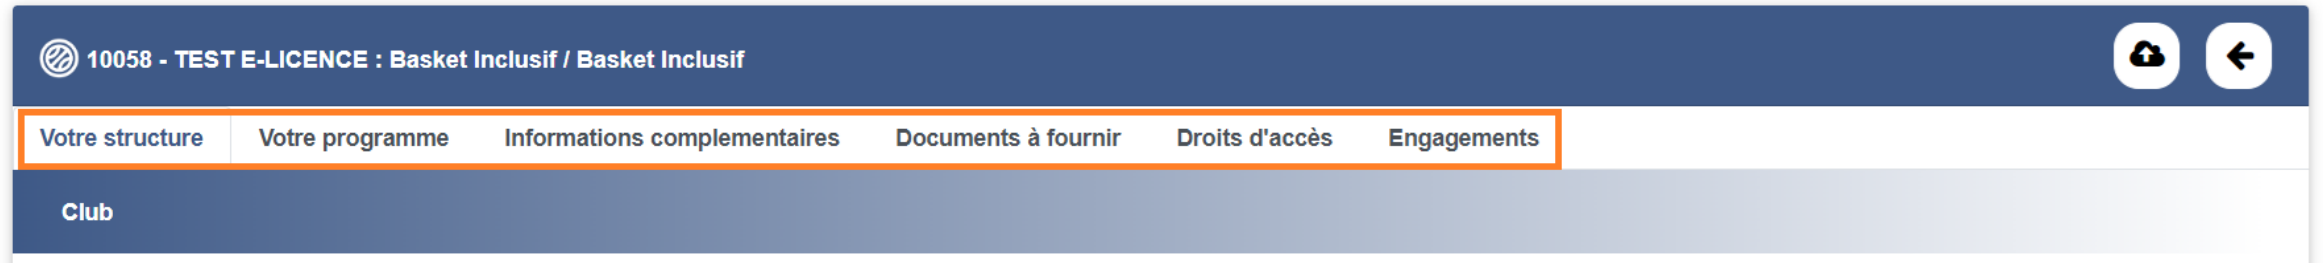 10058 - TEST E-LICENCE : Basket Inclusif / Basket Inclusif
Votre structure Votre programme Informations complementaires Documents à fournir Droits d'accès Engagements
Club